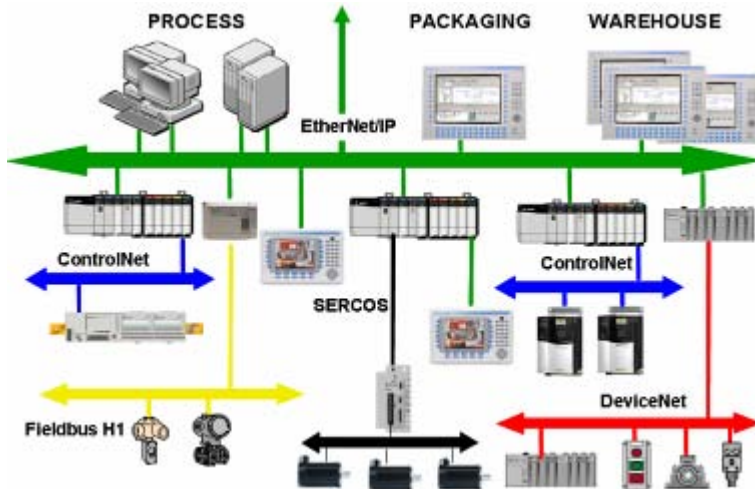 PROCESS
PACKAGING
WAREHOUSE
EtherNet/IP
ControlNet
ControlNet
SERCOS
DeviceNet
Fieldbus H1